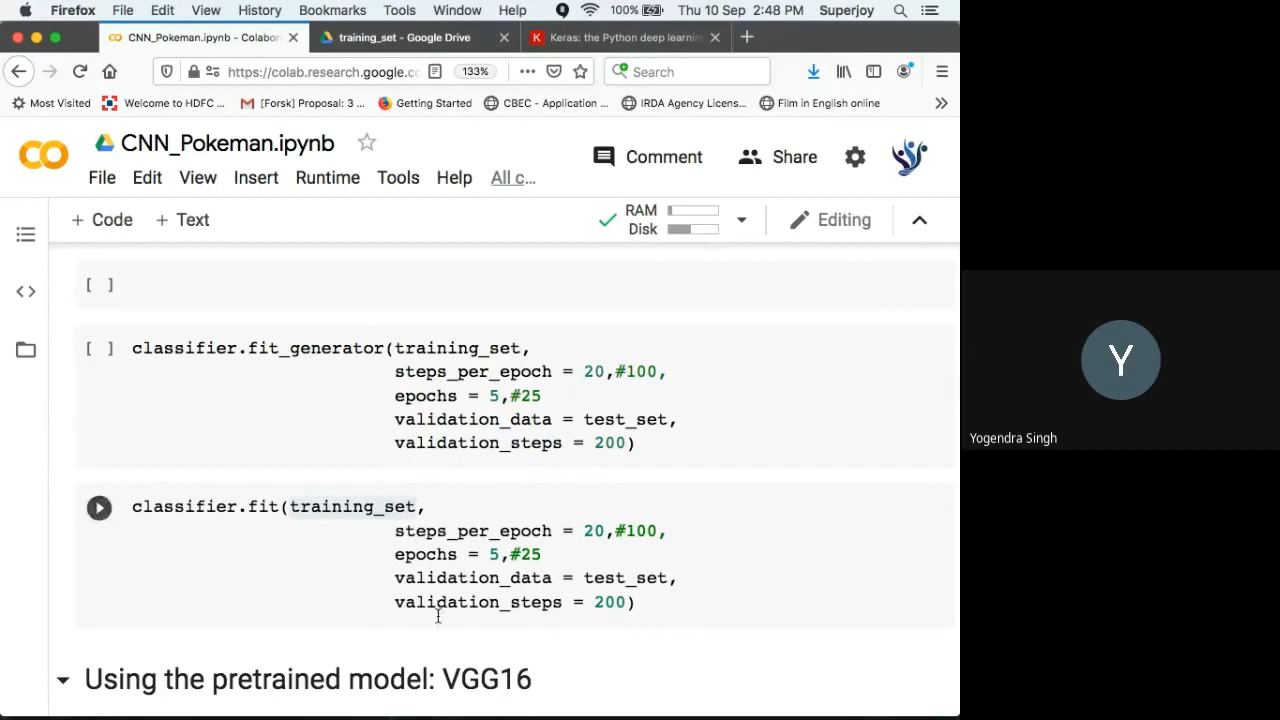 Firefox File Edit View History Bookmarks Tools Window Help 100% Thu 10 Sep 2:48 PM Superjoy
CNN_Pokeman.ipynb - Colabor training_set - Google Drive K Keras: the Python deep learnin
https://colab.research.google.co 133% Search
Most Visited Welcome to HDFC ... [Forsk] Proposal: 3 ... Getting Started CBEC - Application ... IRDA Agency Licens... Film in English online
CNN_Pokeman.ipynb
Comment Share
File Edit View Insert Runtime Tools Help All c...
+ Code + Text RAM Disk Editing
[ ]
[ ] classifier.fit_generator(training_set,
steps_per_epoch = 20,#100,
epochs = 5,#25
validation_data = test_set,
validation_steps = 200)
classifier.fit(training_set,
steps_per_epoch = 20,#100,
epochs = 5,#25
validation_data = test_set,
validation_steps = 200)
Using the pretrained model: VGG16
Y
Yogendra Singh